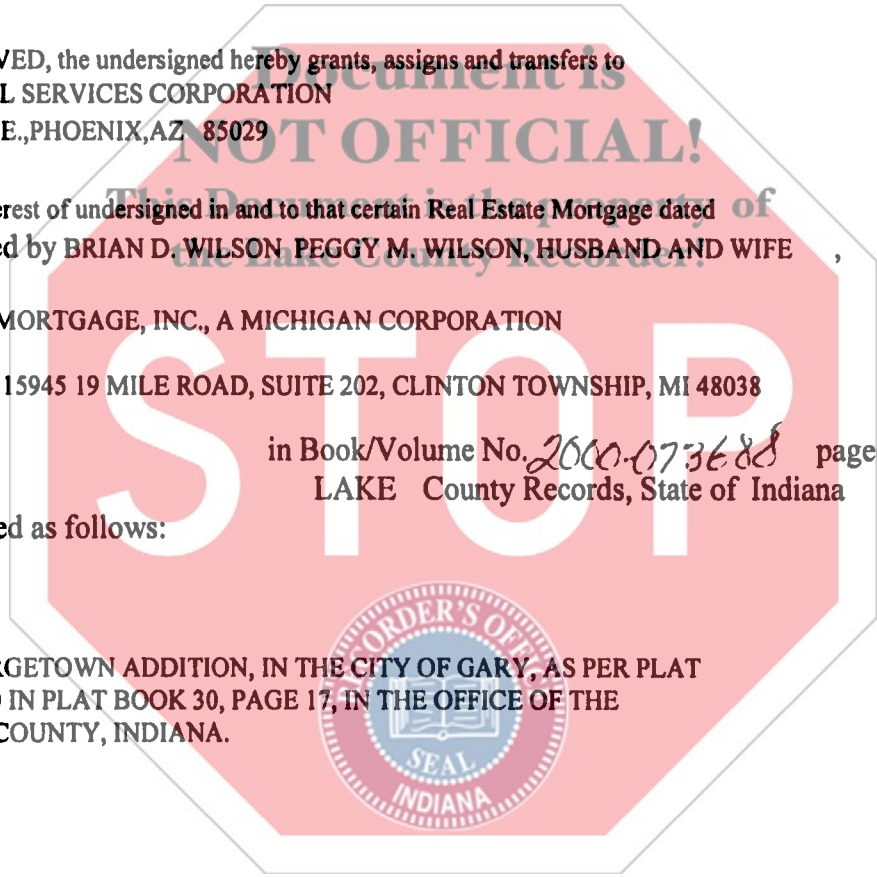 VED, the undersigned hereby grants, assigns and transfers to
L SERVICES CORPORATION
E.,PHOENIX,AZ 85029
Document is
NOT OFFICIAL!
This Document is the property of
the Lake County Recorder!
erest of undersigned in and to that certain Real Estate Mortgage dated
ed by BRIAN D. WILSON PEGGY M. WILSON, HUSBAND AND WIFE ,
MORTGAGE, INC., A MICHIGAN CORPORATION
15945 19 MILE ROAD, SUITE 202, CLINTON TOWNSHIP, MI 48038
STOP
in Book/Volume No. 2000-073688 page
LAKE County Records, State of Indiana
ed as follows:
RGETOWN ADDITION, IN THE CITY OF GARY, AS PER PLAT
IN PLAT BOOK 30, PAGE 17, IN THE OFFICE OF THE
COUNTY, INDIANA.
RECORDER'S OFFICE
SEAL
INDIANA